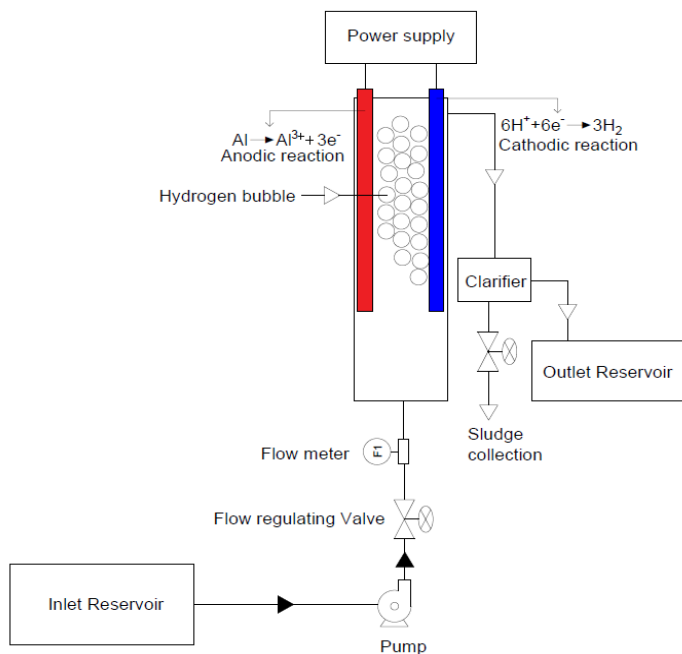 Power supply
Al → Al³⁺+ 3e⁻
Anodic reaction
6H⁺+6e⁻ → 3H₂
Cathodic reaction
Hydrogen bubble
Clarifier
Outlet Reservoir
Sludge
collection
Flow meter
F1
Flow regulating Valve
Inlet Reservoir
Pump